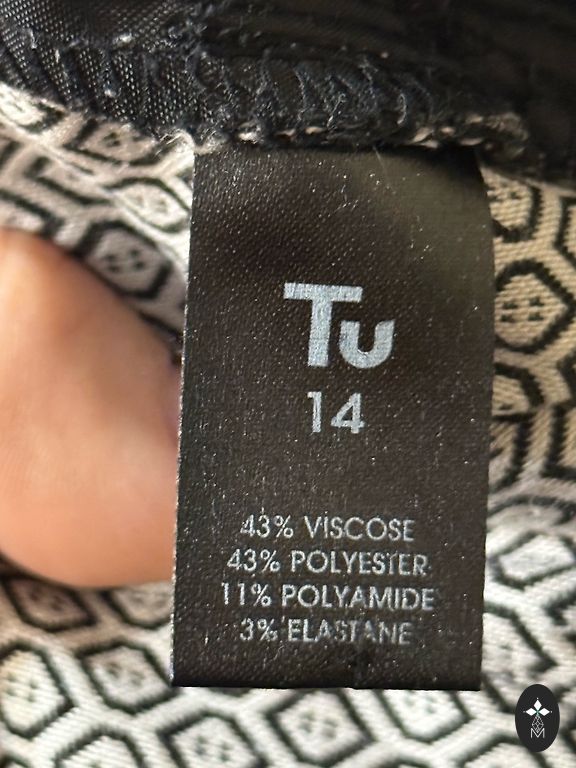 Tu
14
43% VISCOSE
43% POLYESTER
11% POLYAMIDE
3% ELASTANE
M